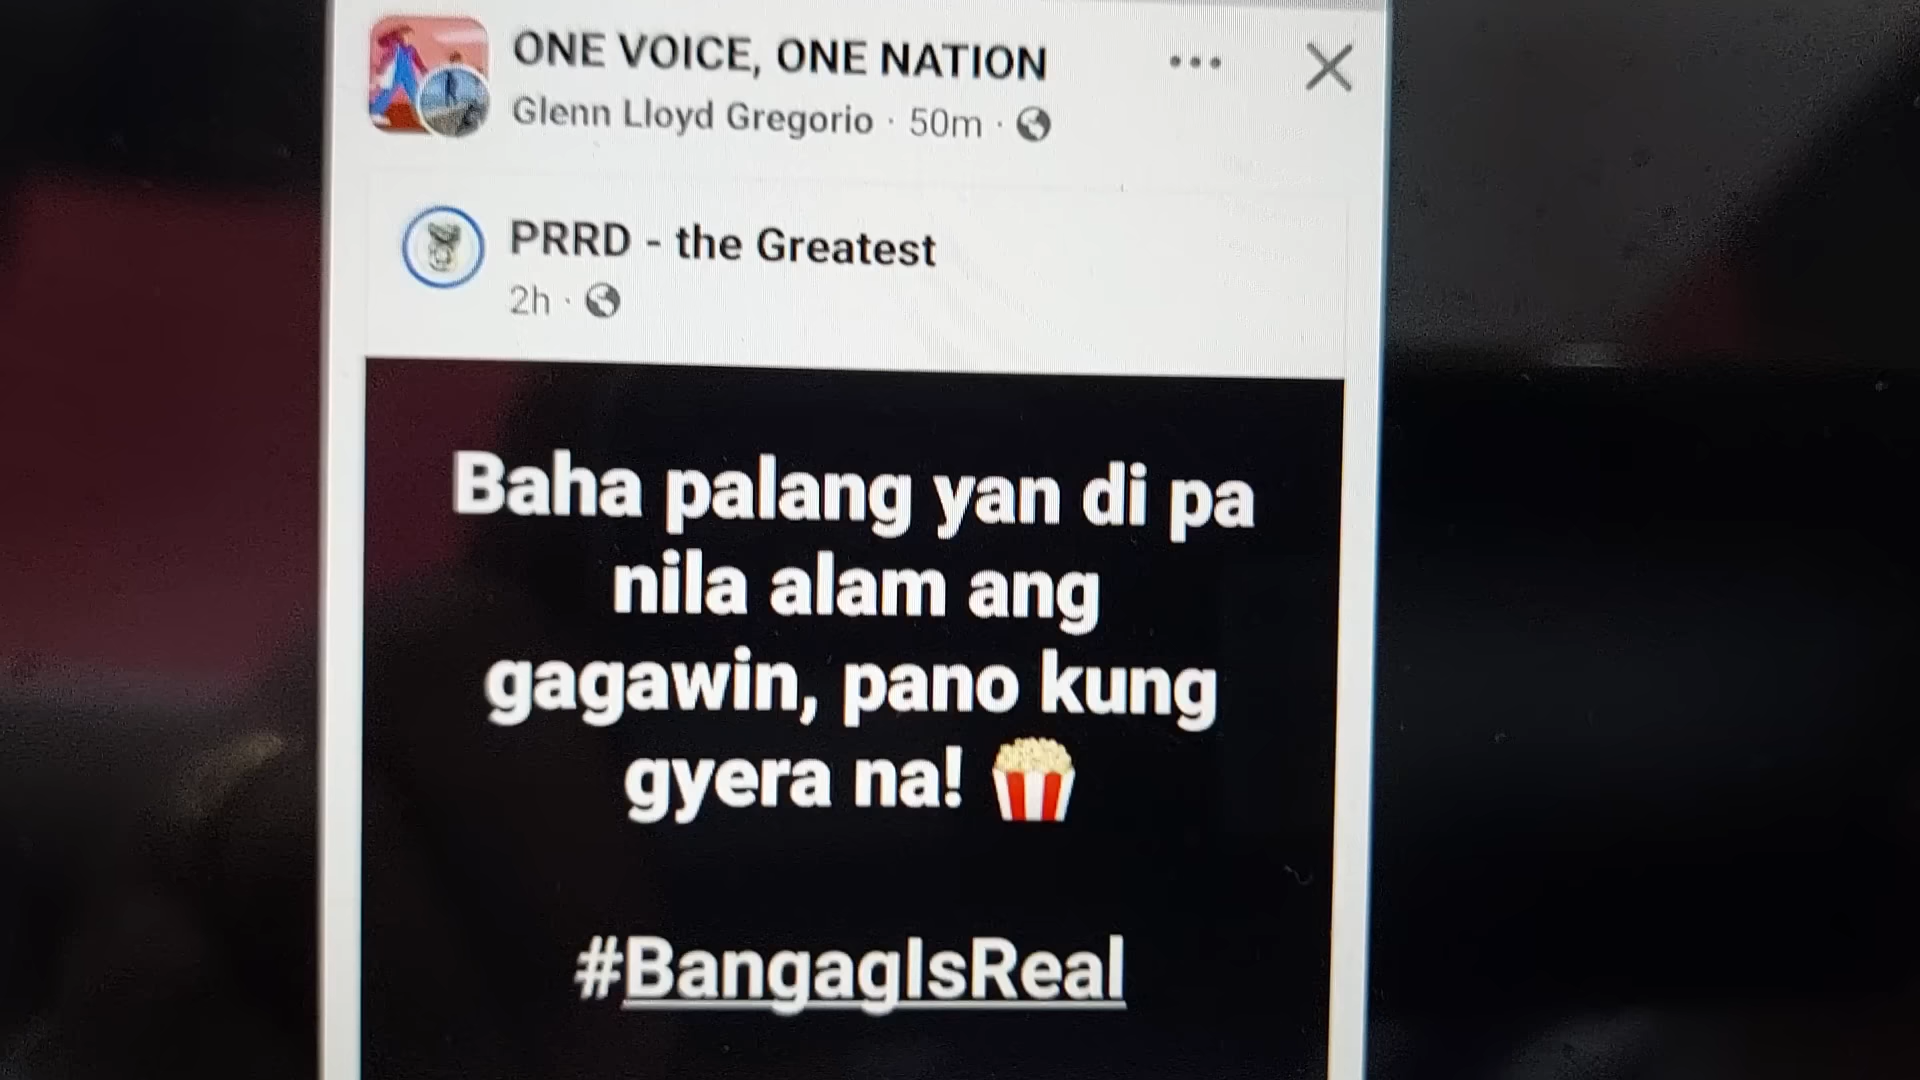 ONE VOICE, ONE NATION
Glenn Lloyd Gregorio · 50m ·
PRRD - the Greatest
2h ·
Baha palang yan di pa
nila alam ang
gagawin, pano kung
gyera na! 🍿
#BangagIsReal